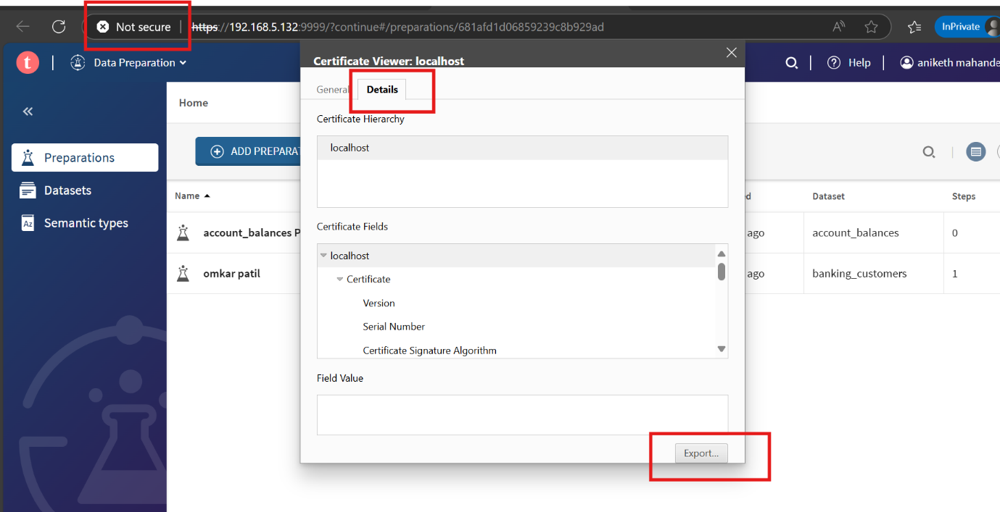 Not secure
https://192.168.5.132:9999/?continue#/preparations/681afd1d06859239c8b929ad
InPrivate
t
Data Preparation
Help
aniketh mahande
Certificate Viewer: localhost
General
Details
Home
Certificate Hierarchy
localhost
ADD PREPARAT
Preparations
Datasets
Az
Semantic types
Name
Dataset
Steps
account_balances P
ago
account_balances
0
omkar patil
ago
banking_customers
1
Certificate Fields
localhost
Certificate
Version
Serial Number
Certificate Signature Algorithm
Field Value
Export...